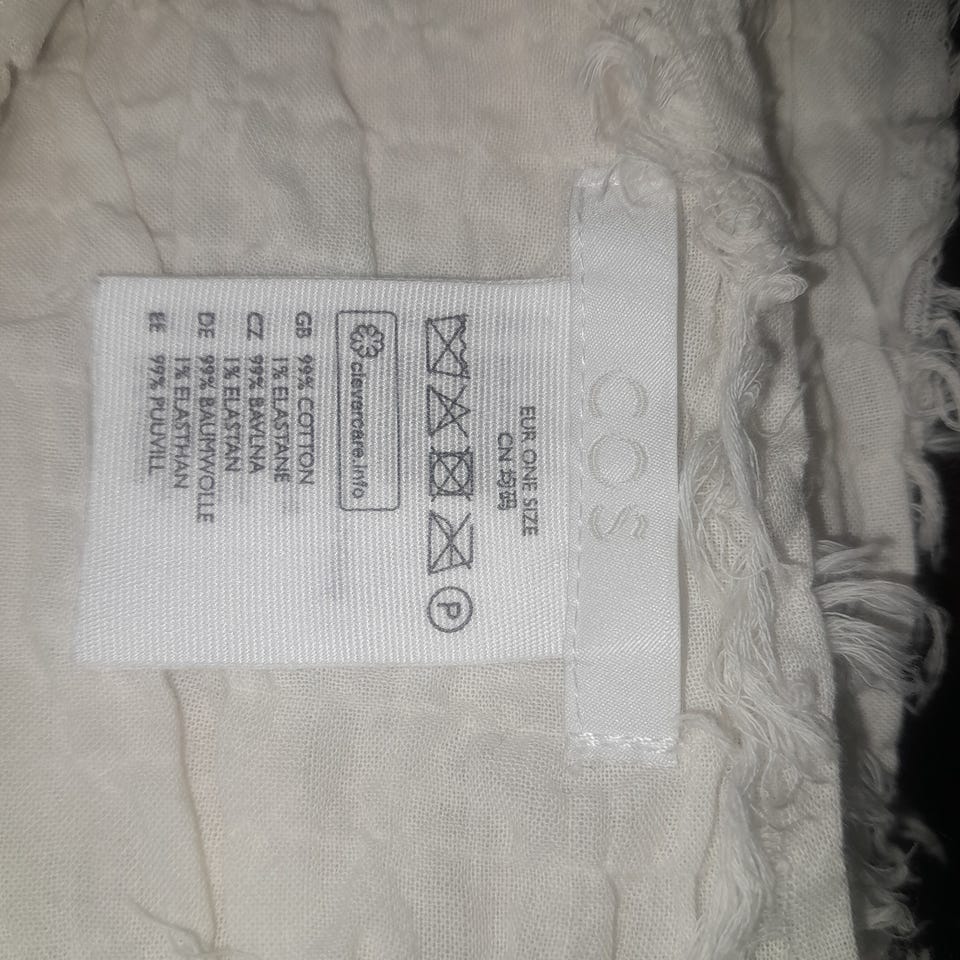 COS
EUR ONE SIZE
CN 均码
P
clevercare.info
GB 99% COTTON
1% ELASTANE
CZ 99% BAVLNA
1% ELASTAN
DE 99% BAUMWOLLE
1% ELASTHAN
EE 99% PUUVILL